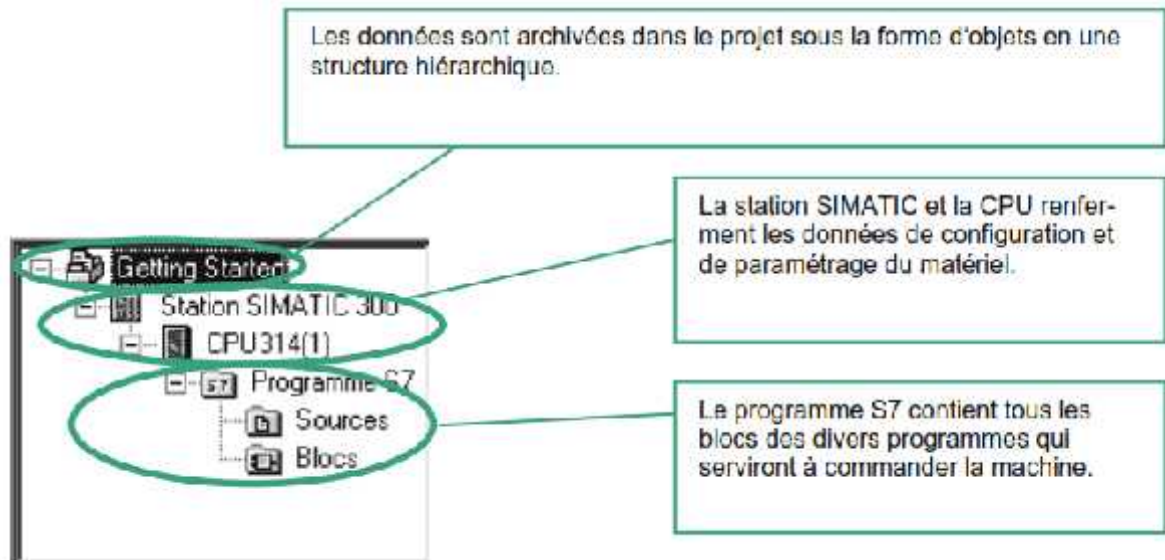 Les données sont archivées dans le projet sous la forme d'objets en une
structure hiérarchique.
La station SIMATIC et la CPU renfer-
ment les données de configuration et
de paramétrage du matériel.
Getting Started
Station SIMATIC 300
CPU314(1)
S7 Programme S7
Sources
Blocs
Le programme S7 contient tous les
blocs des divers programmes qui
serviront à commander la machine.